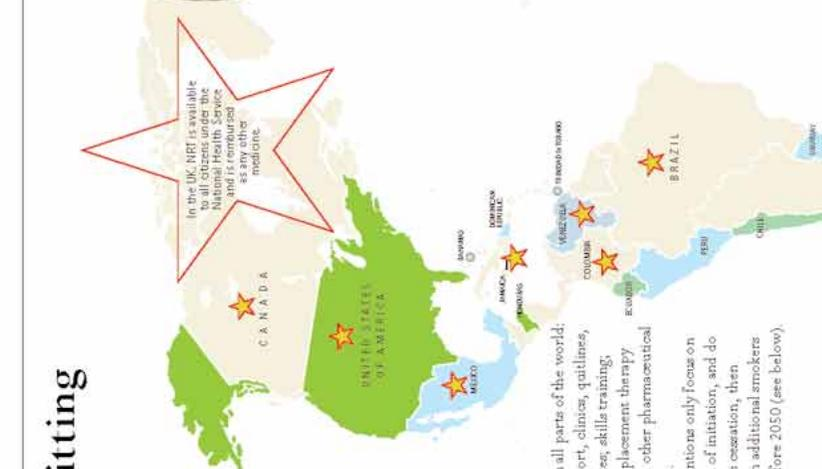 itting
In the UK, NRT is available
to all citizens under the
National Health Service
and is reimbursed
as any other
medicine.
CANADA
UNITED STATES
OF AMERICA
MEXICO
BAHAMAS
DOMINICAN
REPUBLIC
JAMAICA
HONDURAS
TRINIDAD & TOBAGO
VENEZUELA
COLOMBIA
ECUADOR
PERU
BRAZIL
CHILE
URUGUAY
all parts of the world:
ort, clinics, quitlines,
es; skills training;
placement therapy
other pharmaceutical
ntions only focus on
of initiation, and do
cessation, then
additional smokers
fore 2050 (see below).